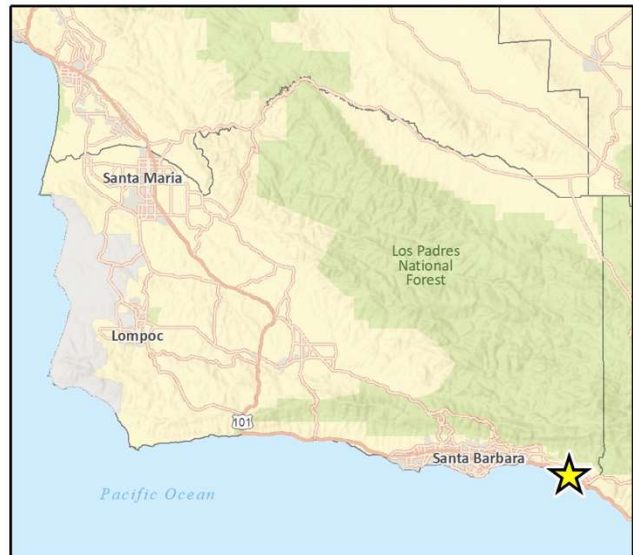 Santa Maria
Los Padres
National
Forest
Lompoc
101
Santa Barbara
Pacific Ocean